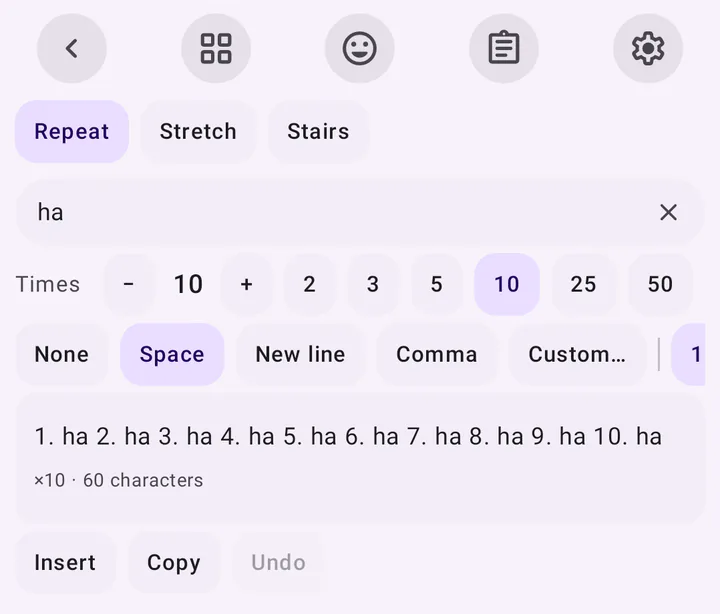 Repeat Stretch Stairs
ha
Times − 10 + 2 3 5 10 25 50
None Space New line Comma Custom... 1
1. ha 2. ha 3. ha 4. ha 5. ha 6. ha 7. ha 8. ha 9. ha 10. ha
×10 · 60 characters
Insert Copy Undo